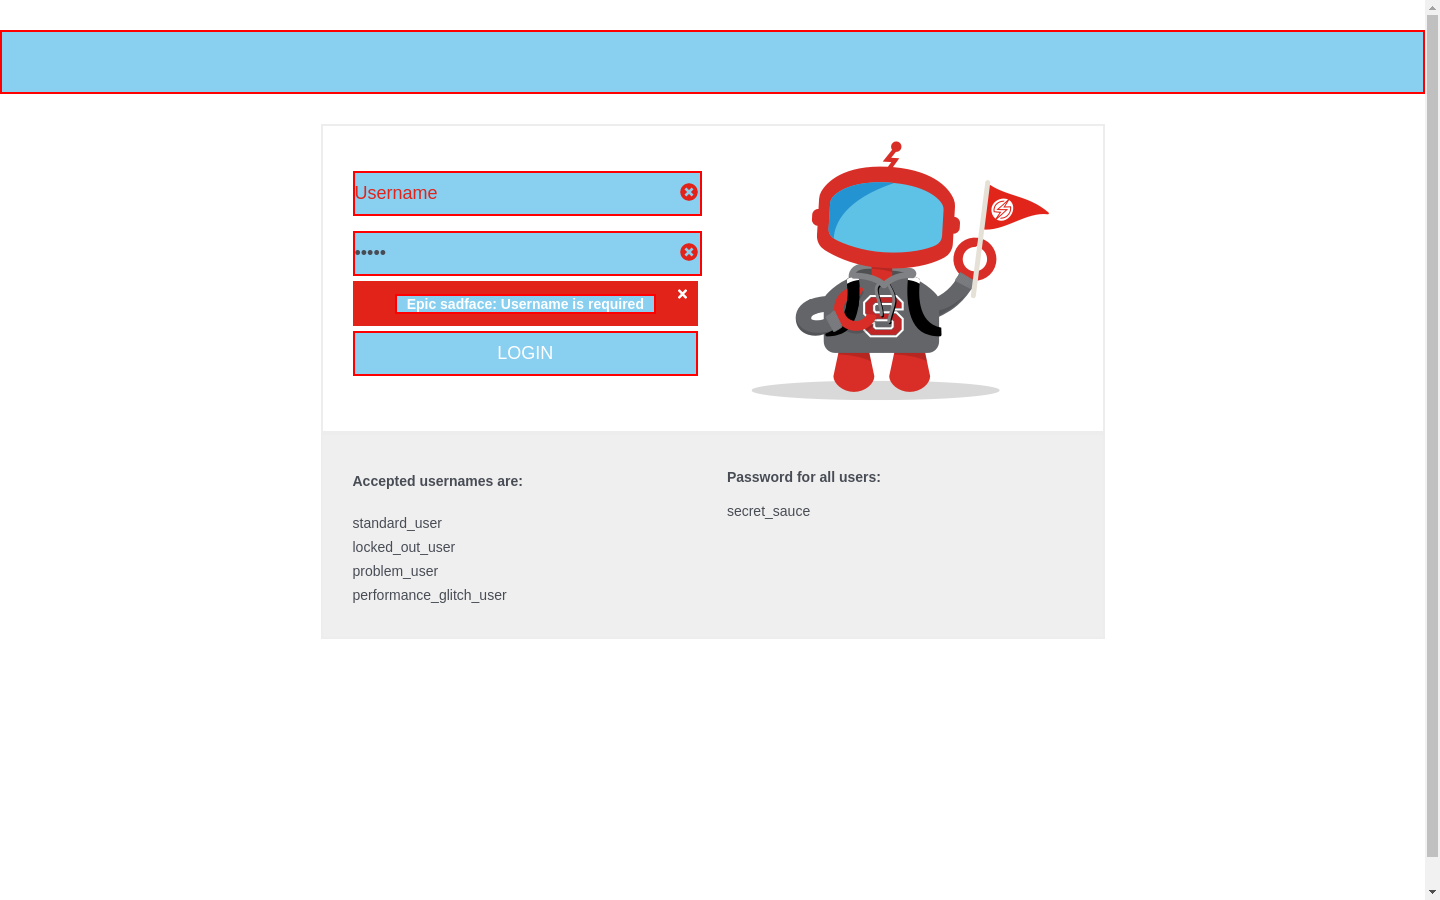 Username
•••••
Epic sadface: Username is required
LOGIN
Accepted usernames are:
standard_user
locked_out_user
problem_user
performance_glitch_user
Password for all users:
secret_sauce